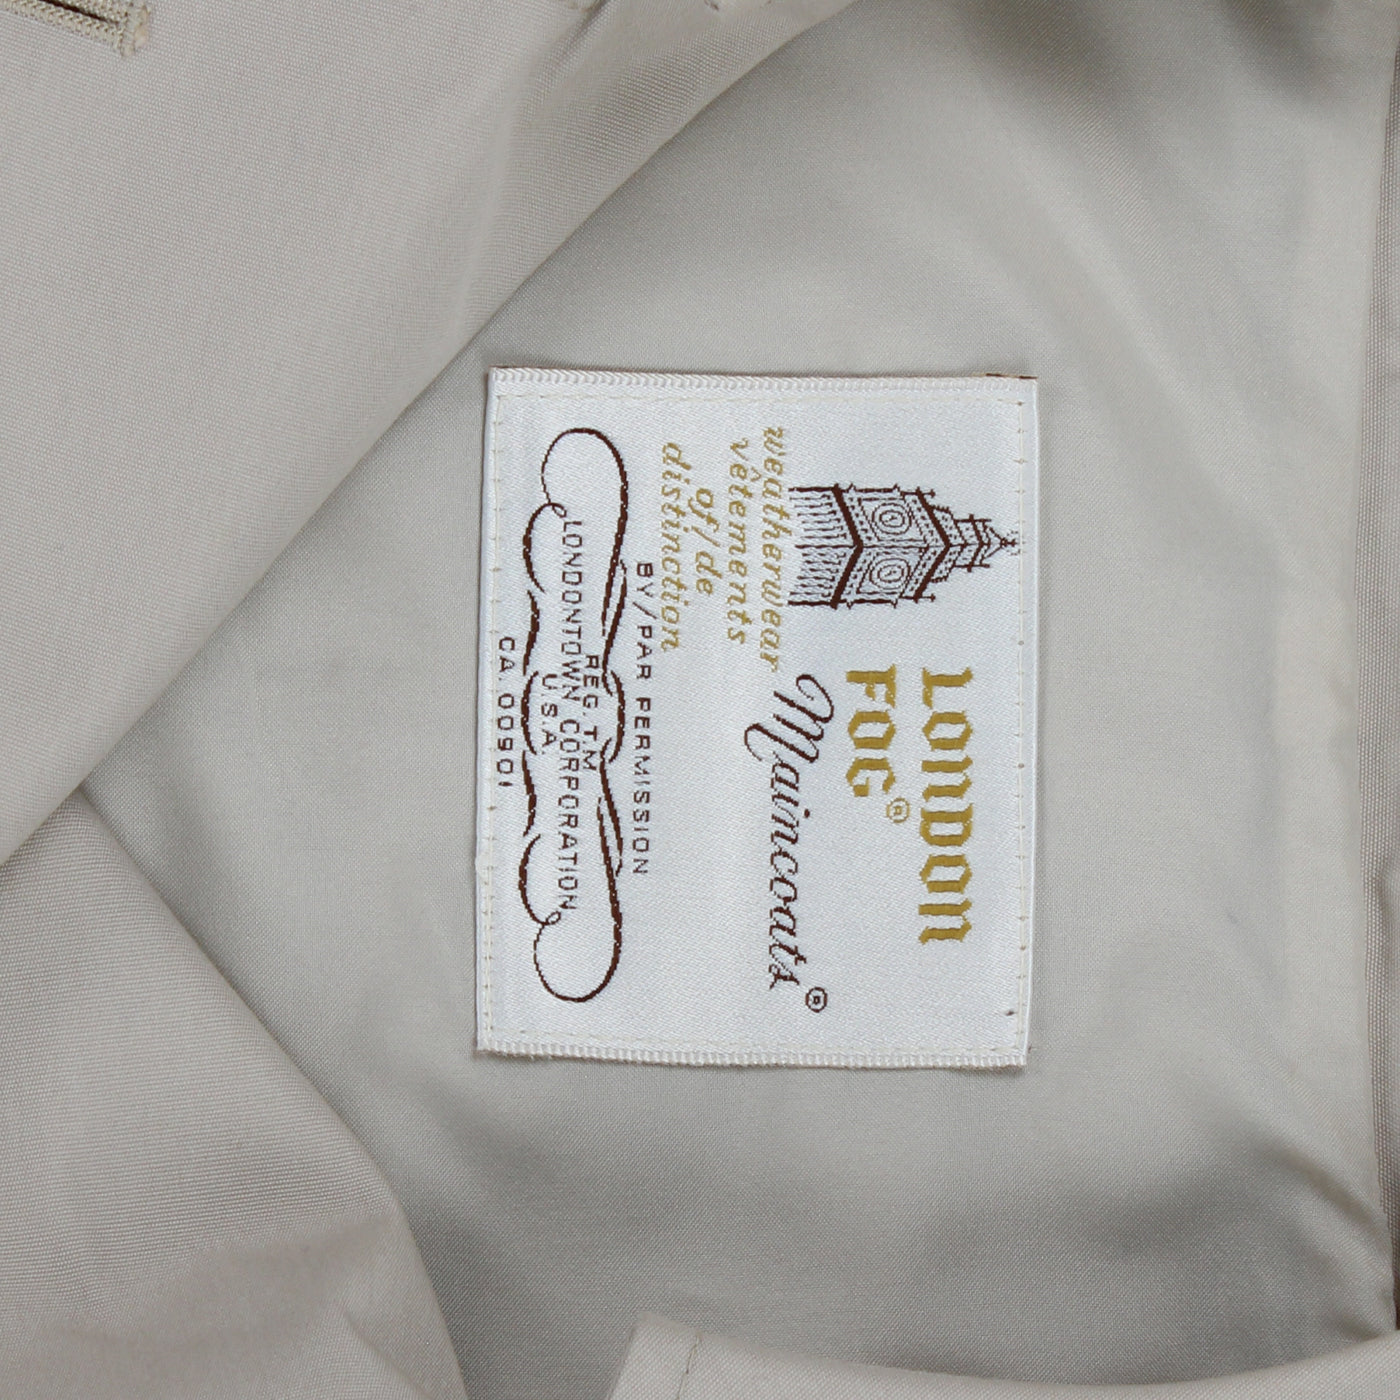 LONDON
FOG®
Maincoats®
weatherwear
vêtements
of/de
distinction
BY/PAR PERMISSION
REG. T.M
LONDONTOWN CORPORATION,
U.S.A.
CA. 00901